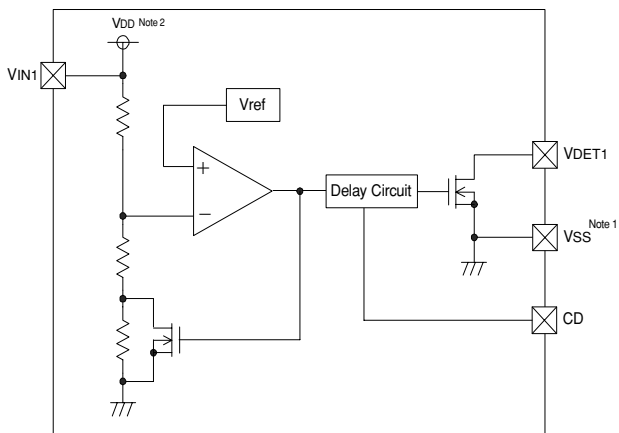 VDD Note 2
VIN1
Vref
+
−
Delay Circuit
VDET1
VSS Note 1
CD